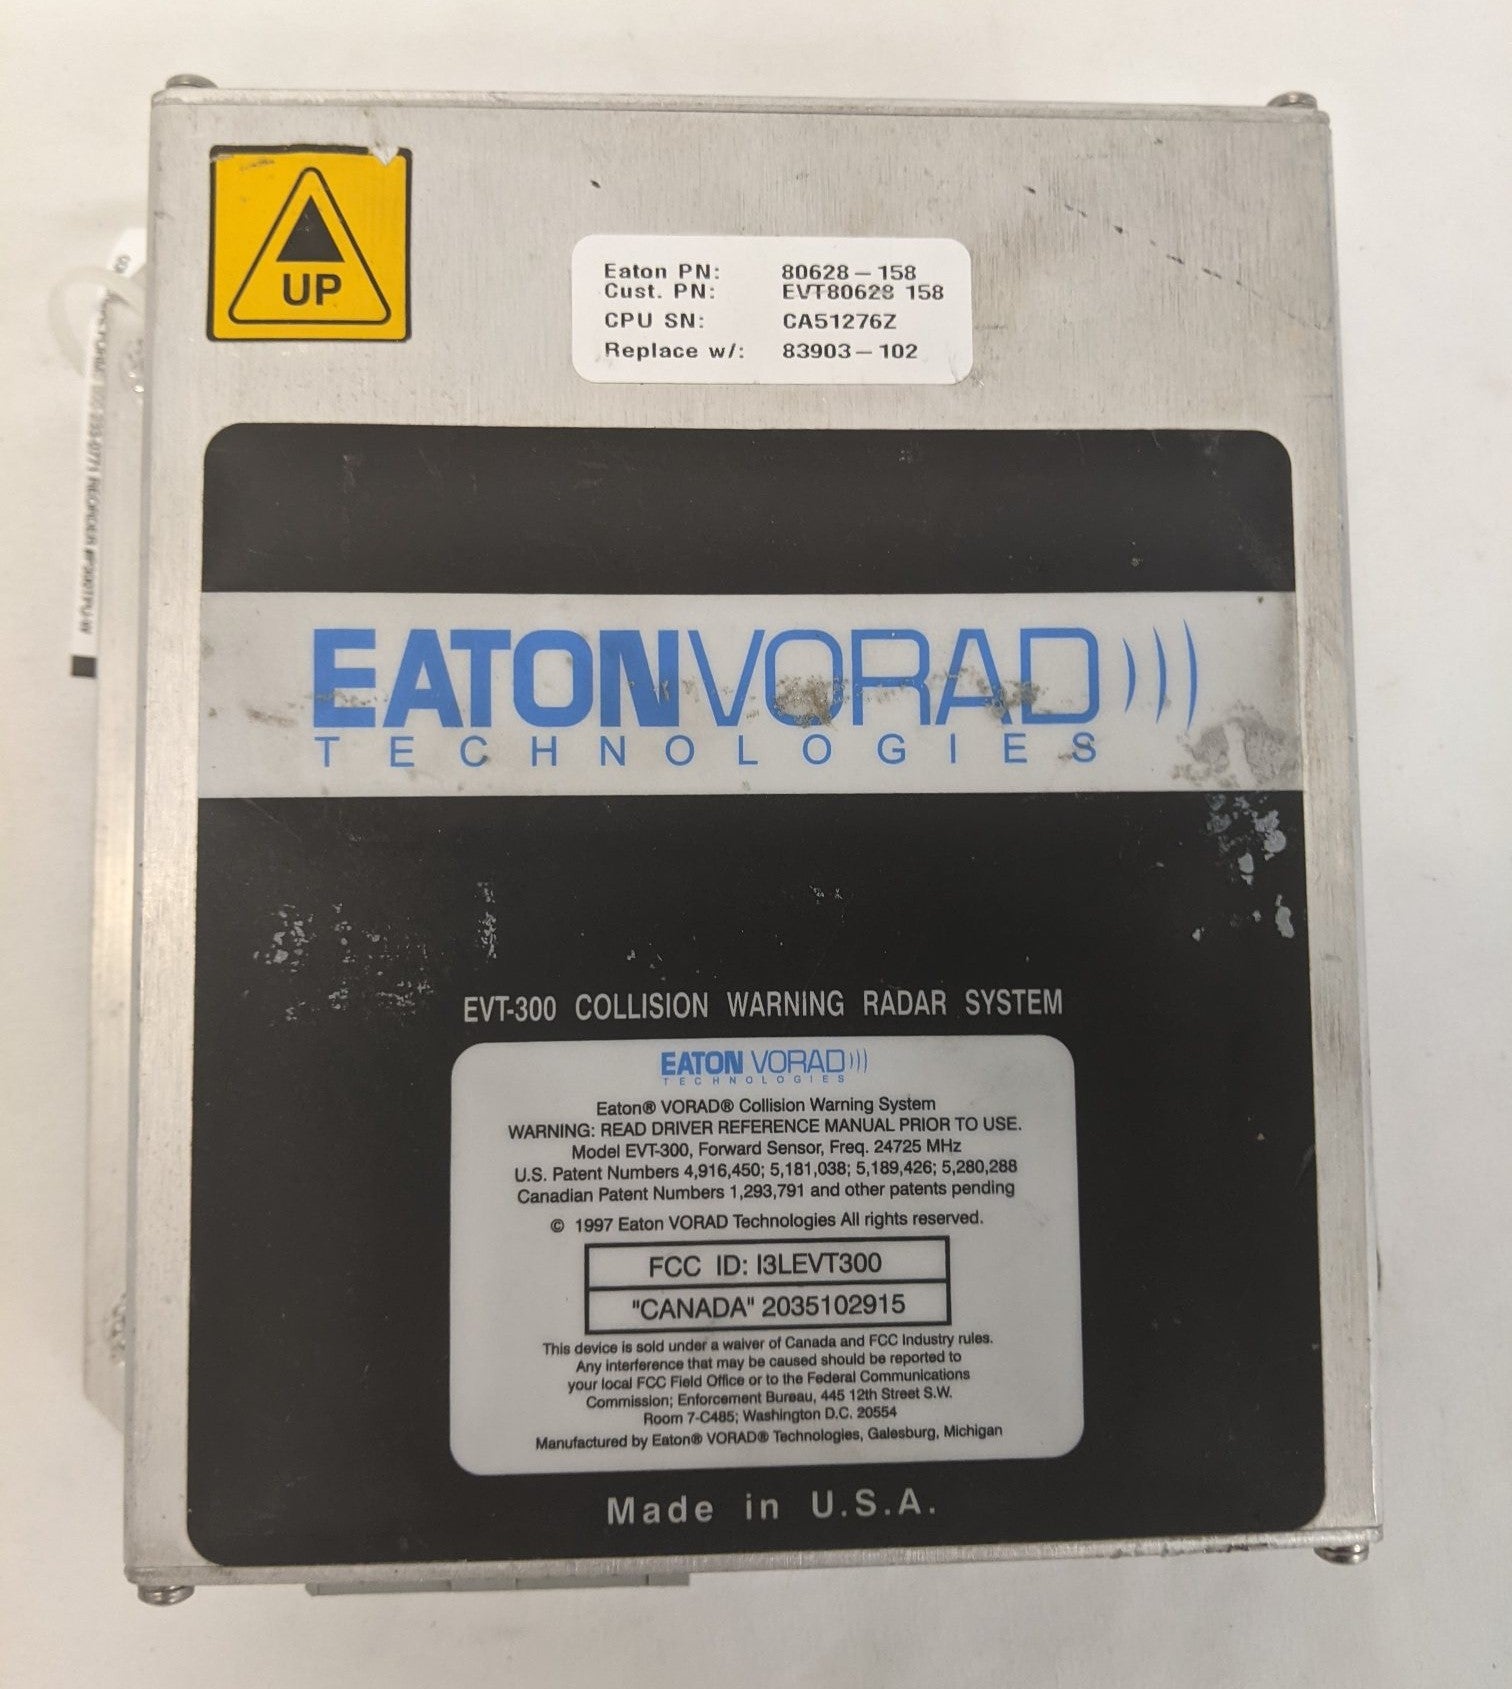 UP
Eaton PN: 80628-158
Cust. PN: EVT80628 158
CPU SN: CA51276Z
Replace w/: 83903-102
EATON VORAD
TECHNOLOGIES
EVT-300 COLLISION WARNING RADAR SYSTEM
EATON VORAD
TECHNOLOGIES
Eaton® VORAD® Collision Warning System
WARNING: READ DRIVER REFERENCE MANUAL PRIOR TO USE.
Model EVT-300, Forward Sensor, Freq. 24725 MHz
U.S. Patent Numbers 4,916,450; 5,181,038; 5,189,426; 5,280,288
Canadian Patent Numbers 1,293,791 and other patents pending
© 1997 Eaton VORAD Technologies All rights reserved.
FCC ID: I3LEVT300
"CANADA" 2035102915
This device is sold under a waiver of Canada and FCC Industry rules.
Any interference that may be caused should be reported to
your local FCC Field Office or to the Federal Communications
Commission; Enforcement Bureau, 445 12th Street S.W.
Room 7-C485; Washington D.C. 20554
Manufactured by Eaton® VORAD® Technologies, Galesburg, Michigan
Made in U.S.A.